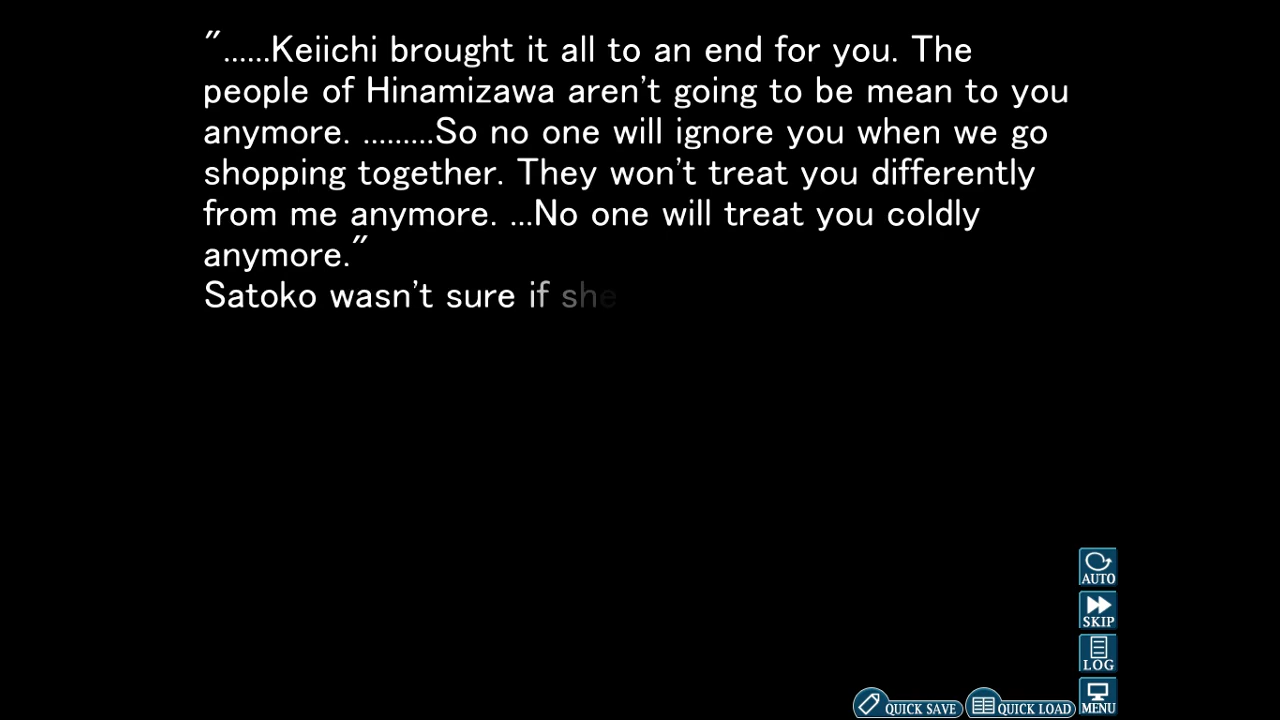 "......Keiichi brought it all to an end for you. The
people of Hinamizawa aren't going to be mean to you
anymore. .........So no one will ignore you when we go
shopping together. They won't treat you differently
from me anymore. ...No one will treat you coldly
anymore."
Satoko wasn't sure if she
AUTO
SKIP
LOG
MENU
QUICK SAVE
QUICK LOAD